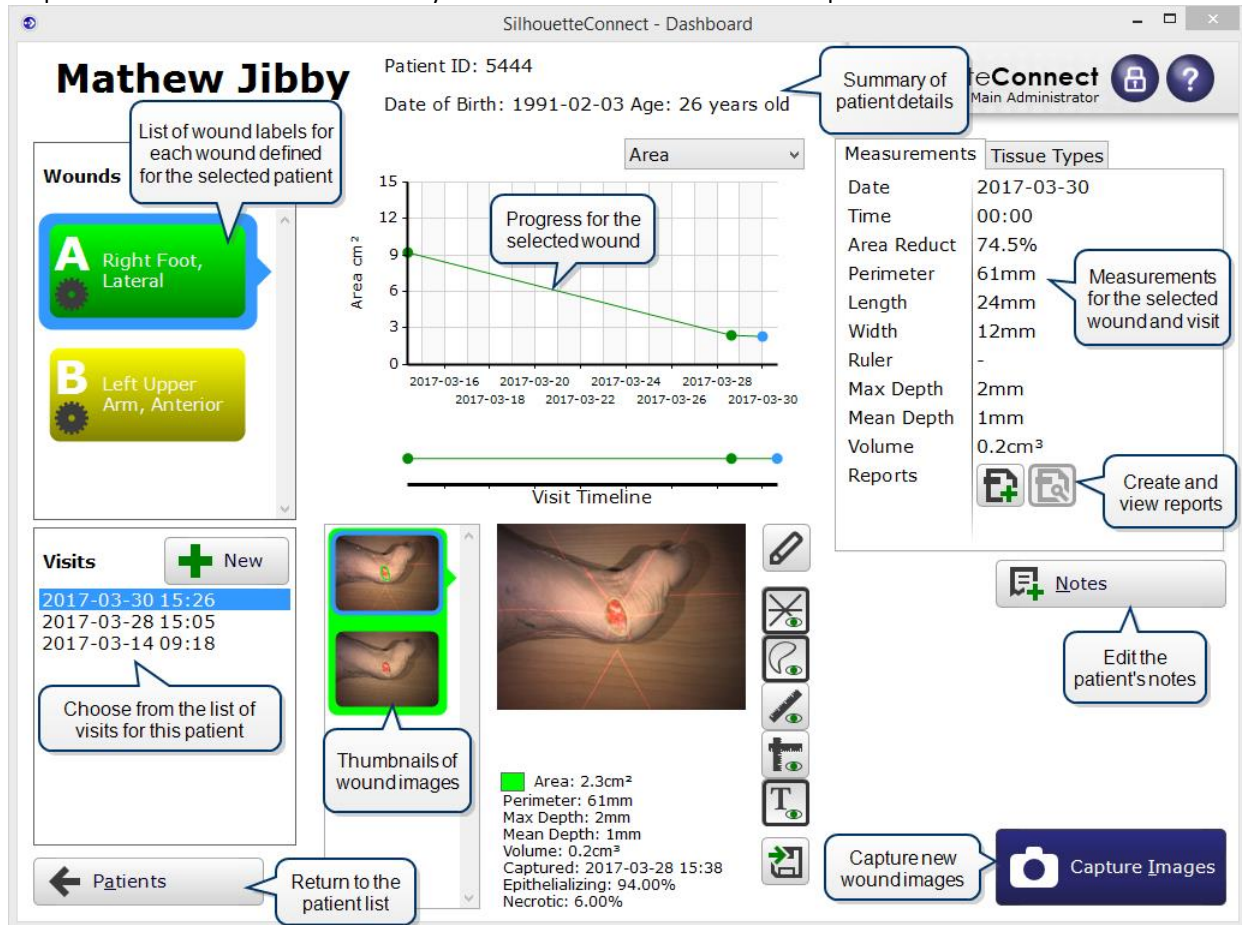 SilhouetteConnect - Dashboard
Mathew Jibby
Patient ID: 5444
Date of Birth: 1991-02-03 Age: 26 years old
Summary of
patient details
eConnect
Main Administrator
?
List of wound labels for
each wound defined
for the selected patient
Wounds
A
Right Foot,
Lateral
B
Left Upper
Arm, Anterior
Area
Area cm²
15
12
9
6
3
0
Progress for the
selected wound
2017-03-16 2017-03-20 2017-03-24 2017-03-28
2017-03-18 2017-03-22 2017-03-26 2017-03-30
Visit Timeline
Measurements Tissue Types
Date 2017-03-30
Time 00:00
Area Reduct 74.5%
Perimeter 61mm
Length 24mm
Width 12mm
Ruler -
Max Depth 2mm
Mean Depth 1mm
Volume 0.2cm³
Reports
Measurements
for the selected
wound and visit
Create and
view reports
Visits
New
2017-03-30 15:26
2017-03-28 15:05
2017-03-14 09:18
Choose from the list of
visits for this patient
Thumbnails of
wound images
T
Notes
Edit the
patient's notes
Area: 2.3cm²
Perimeter: 61mm
Max Depth: 2mm
Mean Depth: 1mm
Volume: 0.2cm³
Captured: 2017-03-28 15:38
Epithelializing: 94.00%
Necrotic: 6.00%
Patients
Return to the
patient list
Capture new
wound images
Capture Images